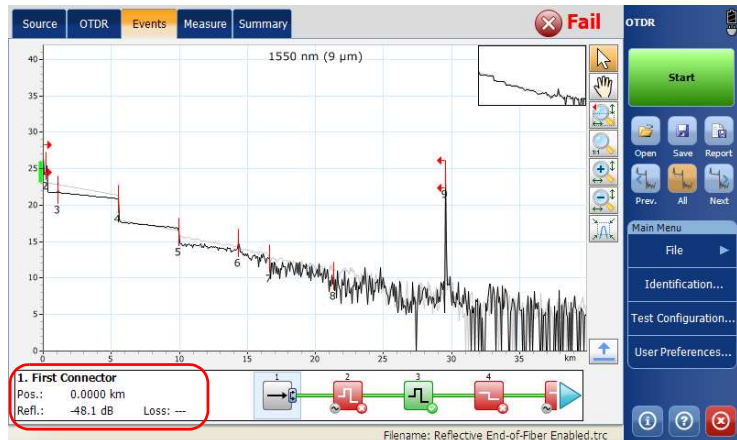 Source OTDR Events Measure Summary Fail OTDR
1550 nm (9 µm)
40
35
30
25
20
15
10
5
0
0 5 10 15 20 25 30 35 km
2
3
4
5
6
7
8
9
Start
Open Save Report
Prev. All Next
Main Menu
File
Identification...
Test Configuration...
User Preferences...
1. First Connector
Pos.: 0.0000 km
Refl.: -48.1 dB Loss: ---
1 2 3 4
Filename: Reflective End-of-Fiber Enabled.trc